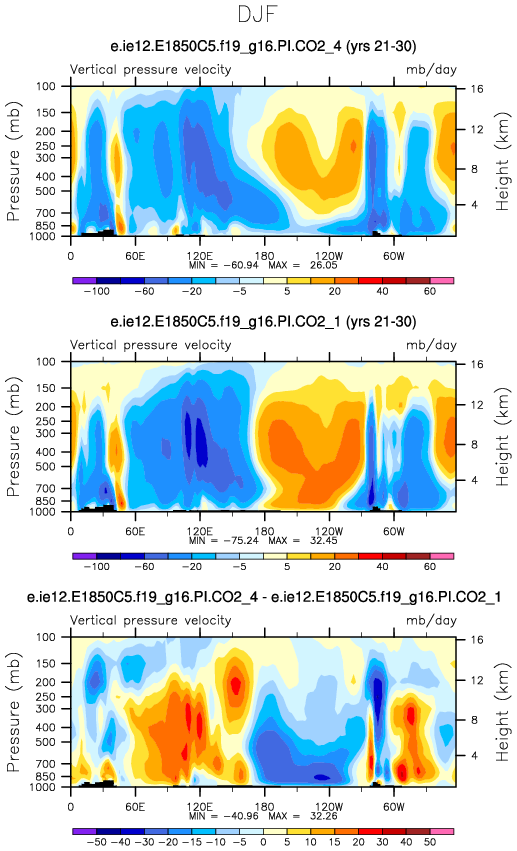 DJF
e.ie12.E1850C5.f19_g16.PI.CO2_4 (yrs 21-30)
Vertical pressure velocity mb/day
Pressure (mb)
100
150
200
250
300
400
500
700
850
1000
16
12
8
4
Height (km)
0 60E 120E 180 120W 60W
MIN = -60.94 MAX = 26.05
-100 -60 -20 -10 -5 5 20 30 40 60
e.ie12.E1850C5.f19_g16.PI.CO2_1 (yrs 21-30)
Vertical pressure velocity mb/day
Pressure (mb)
100
150
200
250
300
400
500
700
850
1000
16
12
8
4
Height (km)
0 60E 120E 180 120W 60W
MIN = -75.24 MAX = 32.45
-100 -60 -20 -10 -5 5 20 30 40 60
e.ie12.E1850C5.f19_g16.PI.CO2_4 - e.ie12.E1850C5.f19_g16.PI.CO2_1
Vertical pressure velocity mb/day
Pressure (mb)
100
150
200
250
300
400
500
700
850
1000
16
12
8
4
Height (km)
0 60E 120E 180 120W 60W
MIN = -40.96 MAX = 32.26
-50 -40 -30 -20 -15 -10 -5 0 5 10 15 20 30 40 50